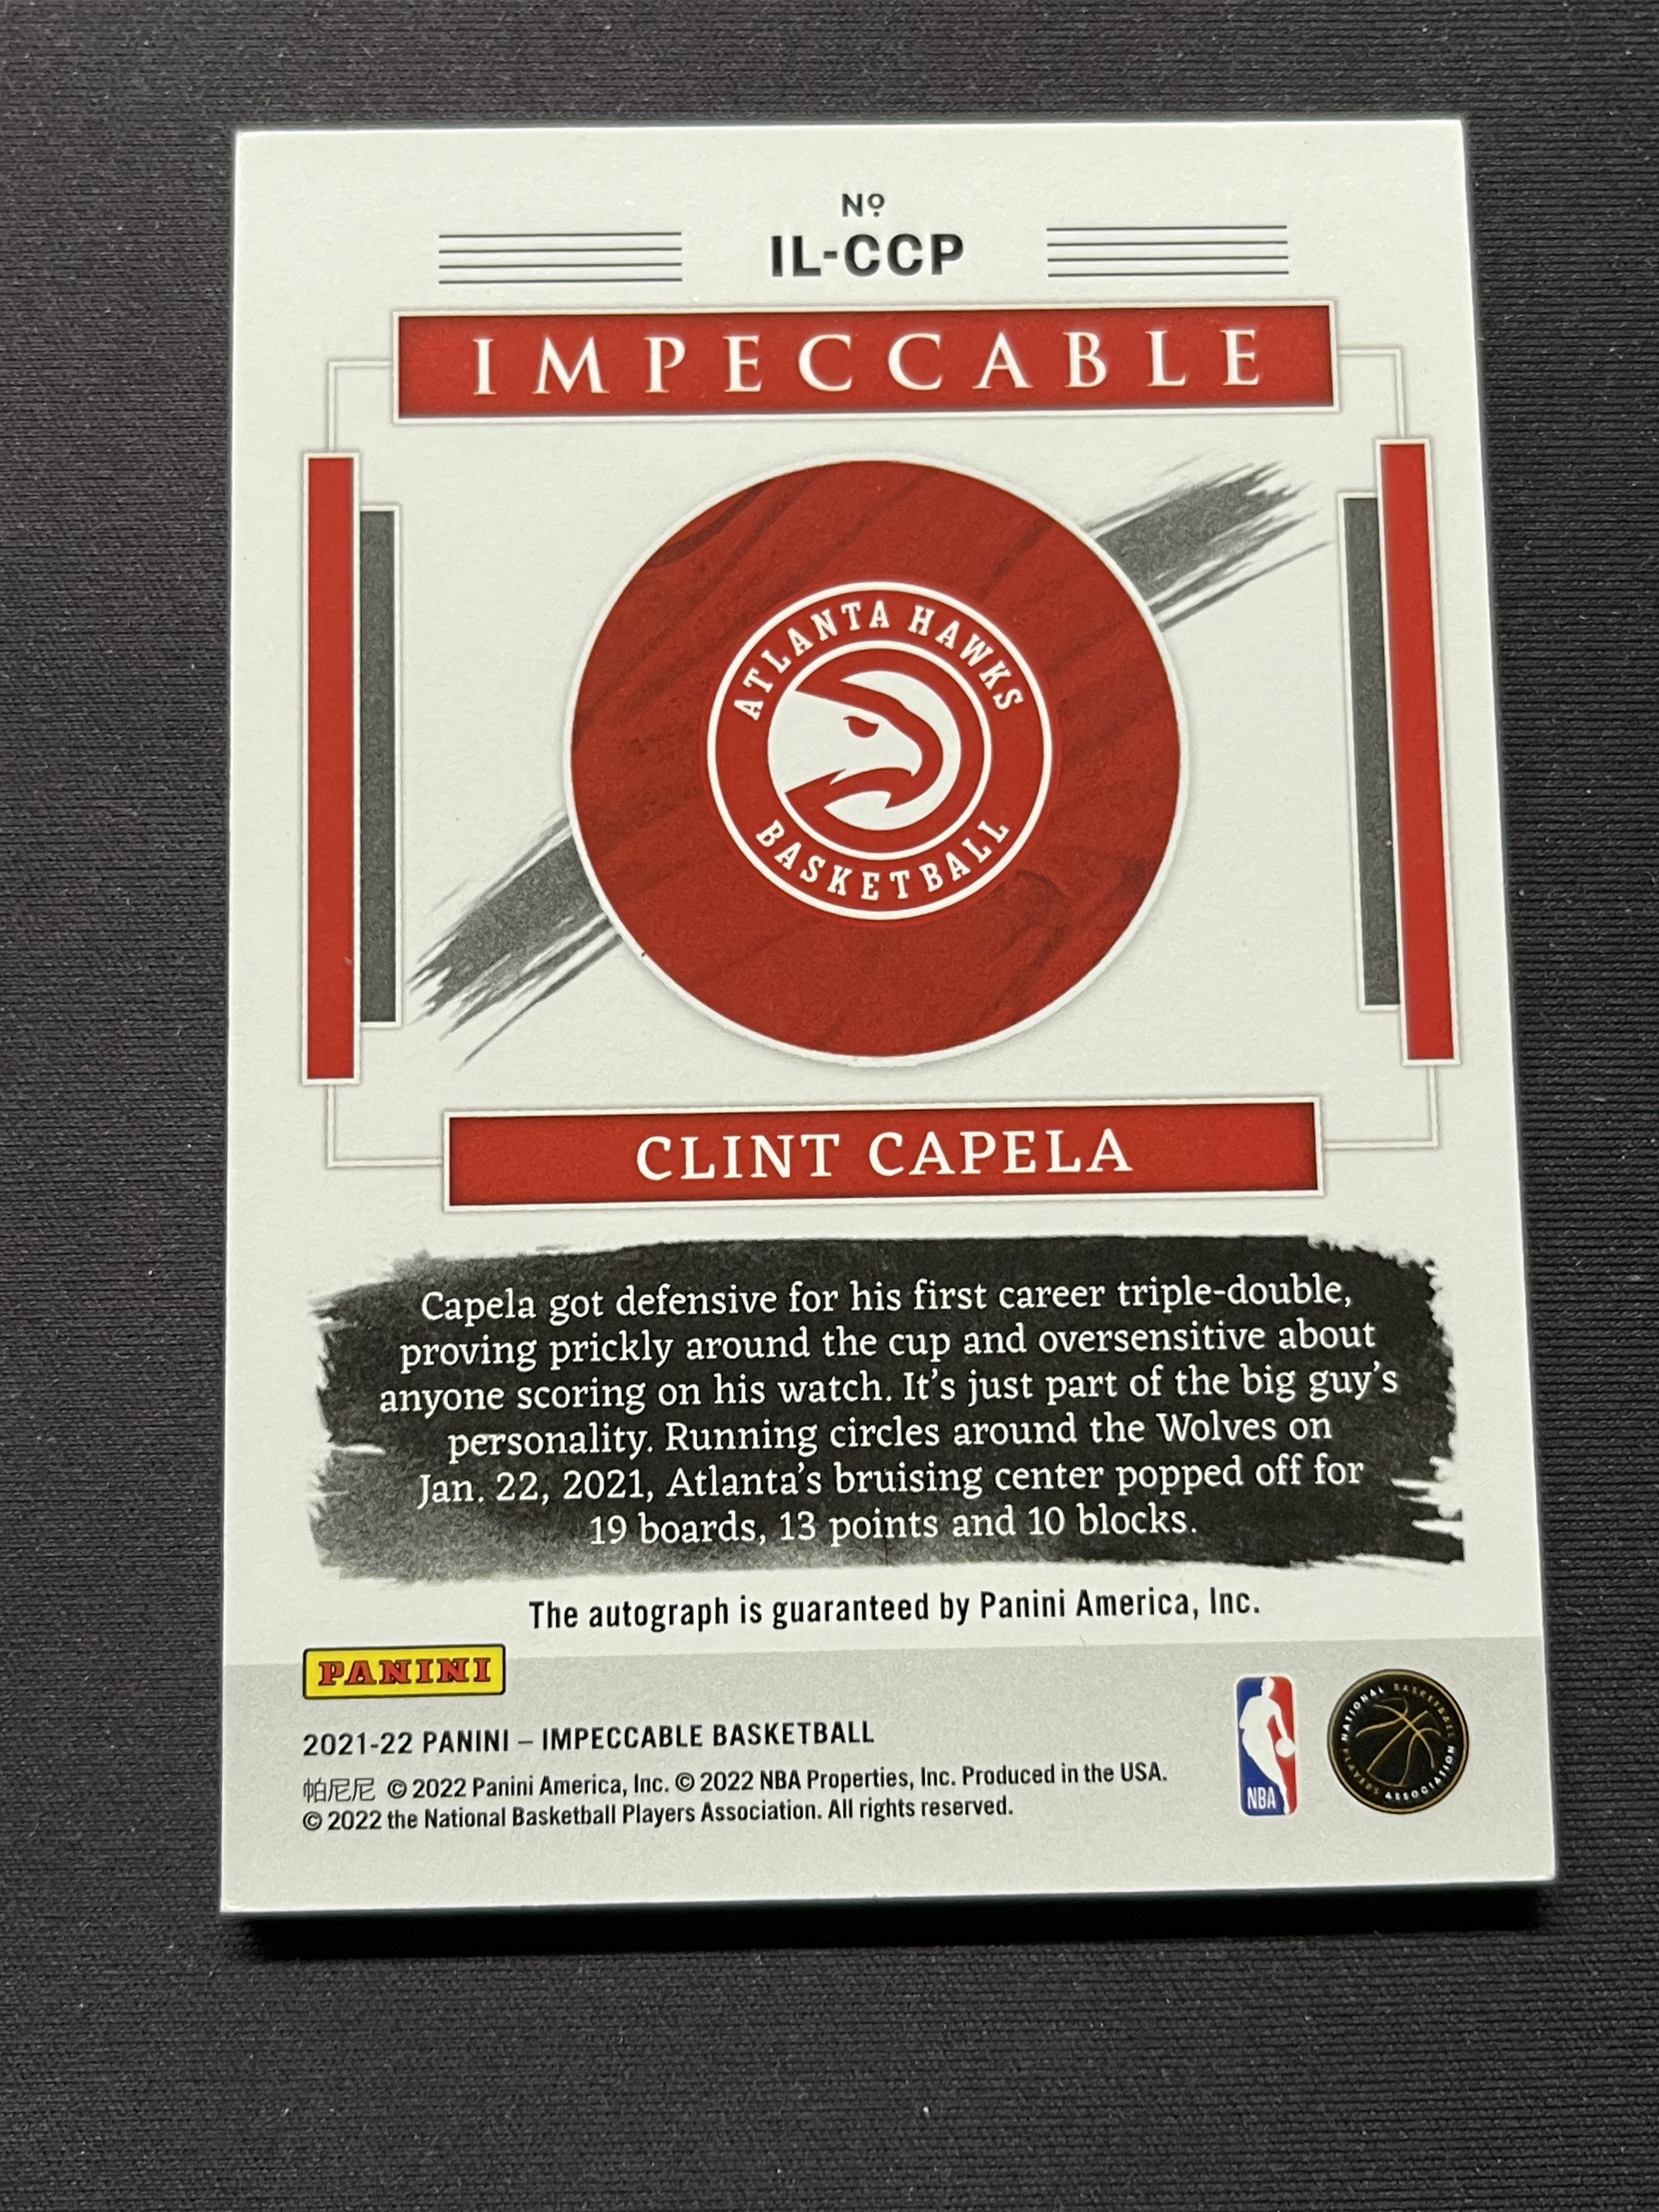 Nº
IL-CCP
IMPECCABLE
ATLANTA HAWKS
BASKETBALL
CLINT CAPELA
Capela got defensive for his first career triple-double,
proving prickly around the cup and oversensitive about
anyone scoring on his watch. It's just part of the big guy's
personality. Running circles around the Wolves on
Jan. 22, 2021, Atlanta's bruising center popped off for
19 boards, 13 points and 10 blocks.
The autograph is guaranteed by Panini America, Inc.
PANINI
2021-22 PANINI – IMPECCABLE BASKETBALL
帕尼尼 © 2022 Panini America, Inc. © 2022 NBA Properties, Inc. Produced in the USA.
© 2022 the National Basketball Players Association. All rights reserved.
NBA
NATIONAL BASKETBALL
PLAYERS ASSOCIATION